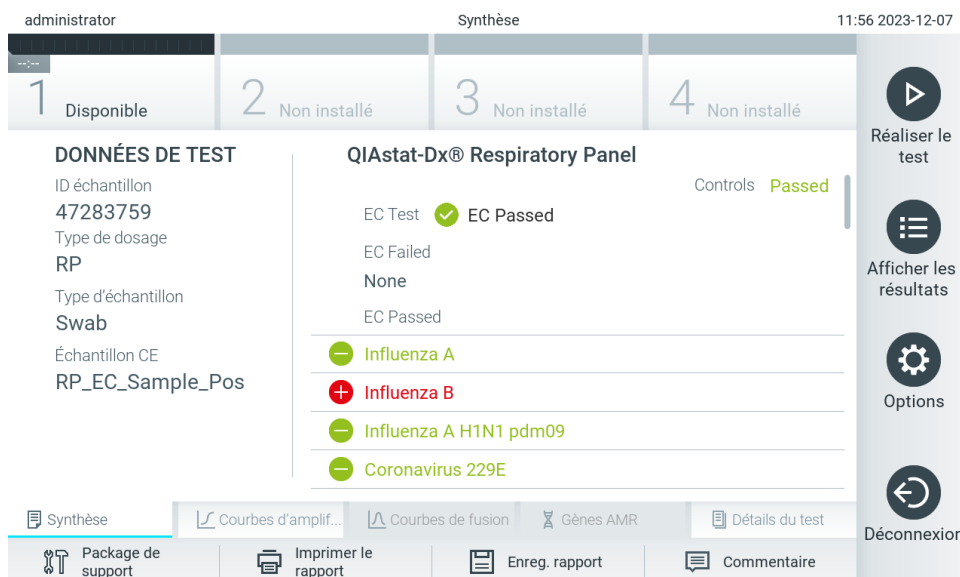 administrator
Synthèse
11:56 2023-12-07
--:--
1 Disponible
2 Non installé
3 Non installé
4 Non installé
DONNÉES DE TEST
ID échantillon
47283759
Type de dosage
RP
Type d'échantillon
Swab
Échantillon CE
RP_EC_Sample_Pos
QIAstat-Dx® Respiratory Panel
Controls Passed
EC Test EC Passed
EC Failed
None
EC Passed
Influenza A
Influenza B
Influenza A H1N1 pdm09
Coronavirus 229E
Réaliser le
test
Afficher les
résultats
Options
Déconnexion
Synthèse
Courbes d'amplif...
Courbes de fusion
Gènes AMR
Détails du test
Package de
support
Imprimer le
rapport
Enreg. rapport
Commentaire